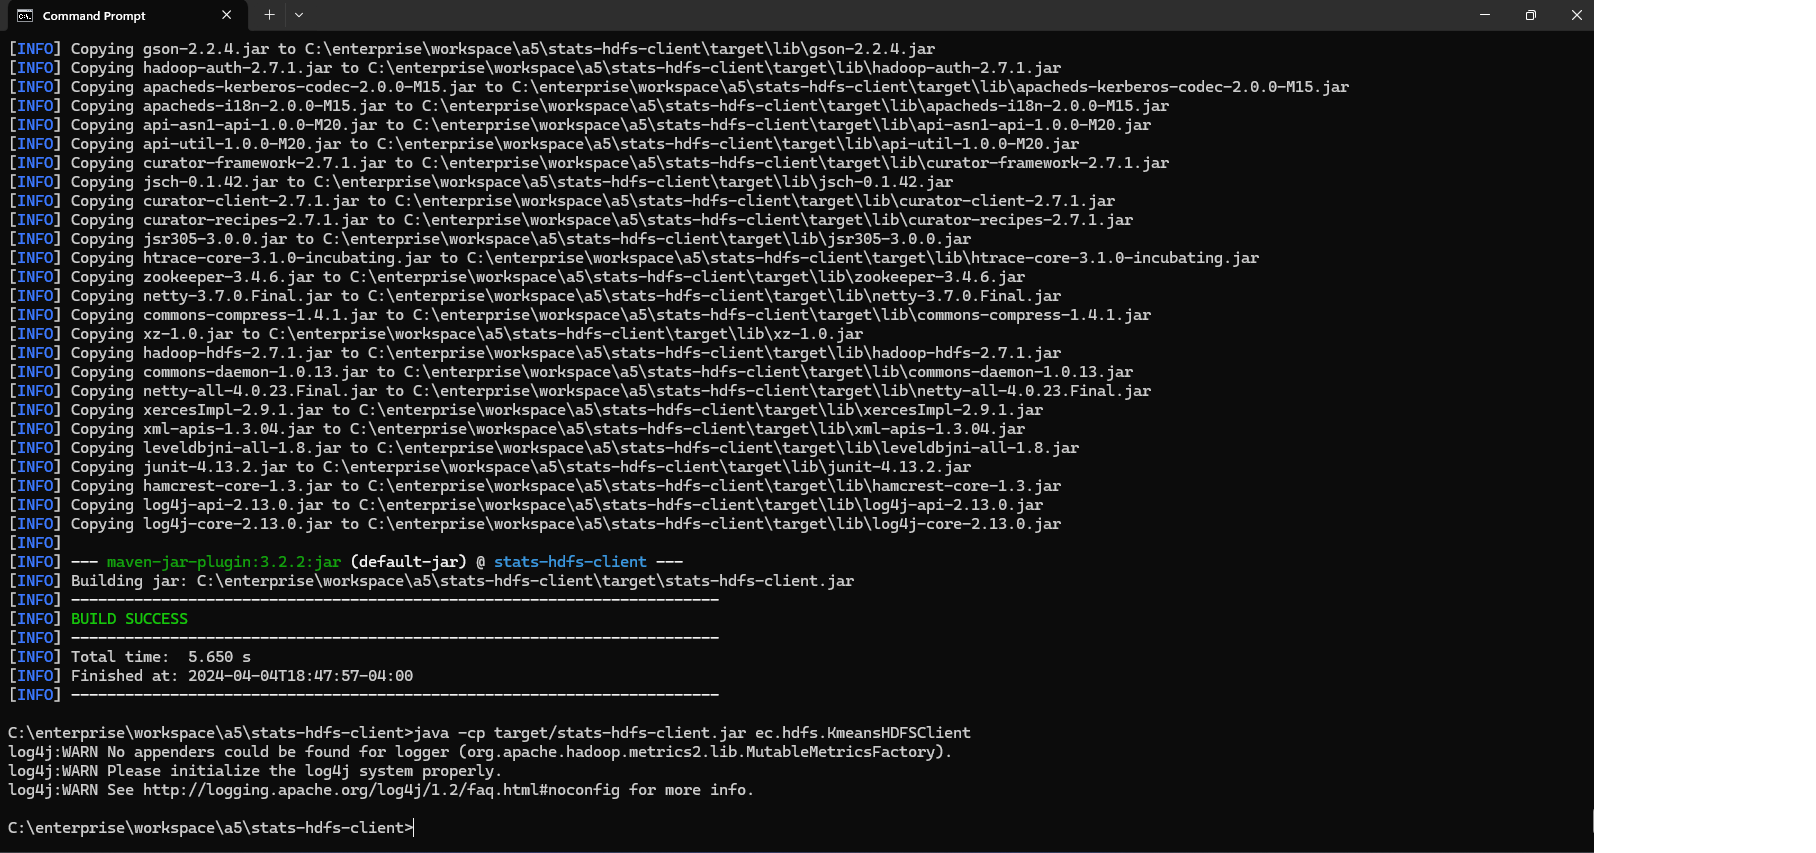 Command Prompt
[INFO] Copying gson-2.2.4.jar to C:\enterprise\workspace\a5\stats-hdfs-client\target\lib\gson-2.2.4.jar
[INFO] Copying hadoop-auth-2.7.1.jar to C:\enterprise\workspace\a5\stats-hdfs-client\target\lib\hadoop-auth-2.7.1.jar
[INFO] Copying apacheds-kerberos-codec-2.0.0-M15.jar to C:\enterprise\workspace\a5\stats-hdfs-client\target\lib\apacheds-kerberos-codec-2.0.0-M15.jar
[INFO] Copying apacheds-i18n-2.0.0-M15.jar to C:\enterprise\workspace\a5\stats-hdfs-client\target\lib\apacheds-i18n-2.0.0-M15.jar
[INFO] Copying api-asn1-api-1.0.0-M20.jar to C:\enterprise\workspace\a5\stats-hdfs-client\target\lib\api-asn1-api-1.0.0-M20.jar
[INFO] Copying api-util-1.0.0-M20.jar to C:\enterprise\workspace\a5\stats-hdfs-client\target\lib\api-util-1.0.0-M20.jar
[INFO] Copying curator-framework-2.7.1.jar to C:\enterprise\workspace\a5\stats-hdfs-client\target\lib\curator-framework-2.7.1.jar
[INFO] Copying jsch-0.1.42.jar to C:\enterprise\workspace\a5\stats-hdfs-client\target\lib\jsch-0.1.42.jar
[INFO] Copying curator-client-2.7.1.jar to C:\enterprise\workspace\a5\stats-hdfs-client\target\lib\curator-client-2.7.1.jar
[INFO] Copying curator-recipes-2.7.1.jar to C:\enterprise\workspace\a5\stats-hdfs-client\target\lib\curator-recipes-2.7.1.jar
[INFO] Copying jsr305-3.0.0.jar to C:\enterprise\workspace\a5\stats-hdfs-client\target\lib\jsr305-3.0.0.jar
[INFO] Copying htrace-core-3.1.0-incubating.jar to C:\enterprise\workspace\a5\stats-hdfs-client\target\lib\htrace-core-3.1.0-incubating.jar
[INFO] Copying zookeeper-3.4.6.jar to C:\enterprise\workspace\a5\stats-hdfs-client\target\lib\zookeeper-3.4.6.jar
[INFO] Copying netty-3.7.0.Final.jar to C:\enterprise\workspace\a5\stats-hdfs-client\target\lib\netty-3.7.0.Final.jar
[INFO] Copying commons-compress-1.4.1.jar to C:\enterprise\workspace\a5\stats-hdfs-client\target\lib\commons-compress-1.4.1.jar
[INFO] Copying xz-1.0.jar to C:\enterprise\workspace\a5\stats-hdfs-client\target\lib\xz-1.0.jar
[INFO] Copying hadoop-hdfs-2.7.1.jar to C:\enterprise\workspace\a5\stats-hdfs-client\target\lib\hadoop-hdfs-2.7.1.jar
[INFO] Copying commons-daemon-1.0.13.jar to C:\enterprise\workspace\a5\stats-hdfs-client\target\lib\commons-daemon-1.0.13.jar
[INFO] Copying netty-all-4.0.23.Final.jar to C:\enterprise\workspace\a5\stats-hdfs-client\target\lib\netty-all-4.0.23.Final.jar
[INFO] Copying xercesImpl-2.9.1.jar to C:\enterprise\workspace\a5\stats-hdfs-client\target\lib\xercesImpl-2.9.1.jar
[INFO] Copying xml-apis-1.3.04.jar to C:\enterprise\workspace\a5\stats-hdfs-client\target\lib\xml-apis-1.3.04.jar
[INFO] Copying leveldbjni-all-1.8.jar to C:\enterprise\workspace\a5\stats-hdfs-client\target\lib\leveldbjni-all-1.8.jar
[INFO] Copying junit-4.13.2.jar to C:\enterprise\workspace\a5\stats-hdfs-client\target\lib\junit-4.13.2.jar
[INFO] Copying hamcrest-core-1.3.jar to C:\enterprise\workspace\a5\stats-hdfs-client\target\lib\hamcrest-core-1.3.jar
[INFO] Copying log4j-api-2.13.0.jar to C:\enterprise\workspace\a5\stats-hdfs-client\target\lib\log4j-api-2.13.0.jar
[INFO] Copying log4j-core-2.13.0.jar to C:\enterprise\workspace\a5\stats-hdfs-client\target\lib\log4j-core-2.13.0.jar
[INFO]
[INFO] --- maven-jar-plugin:3.2.2:jar (default-jar) @ stats-hdfs-client ---
[INFO] Building jar: C:\enterprise\workspace\a5\stats-hdfs-client\target\stats-hdfs-client.jar
[INFO] ------------------------------------------------------------------------
[INFO] BUILD SUCCESS
[INFO] ------------------------------------------------------------------------
[INFO] Total time:  5.650 s
[INFO] Finished at: 2024-04-04T18:47:57-04:00
[INFO] ------------------------------------------------------------------------
C:\enterprise\workspace\a5\stats-hdfs-client>java -cp target/stats-hdfs-client.jar ec.hdfs.KmeansHDFSClient
log4j:WARN No appenders could be found for logger (org.apache.hadoop.metrics2.lib.MutableMetricsFactory).
log4j:WARN Please initialize the log4j system properly.
log4j:WARN See http://logging.apache.org/log4j/1.2/faq.html#noconfig for more info.
C:\enterprise\workspace\a5\stats-hdfs-client>